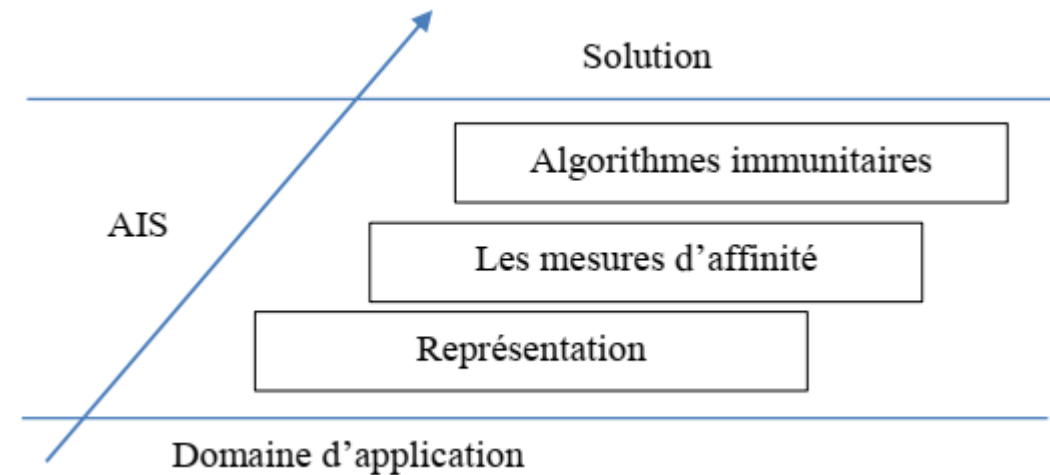 Solution
Algorithmes immunitaires
AIS
Les mesures d’affinité
Représentation
Domaine d’application